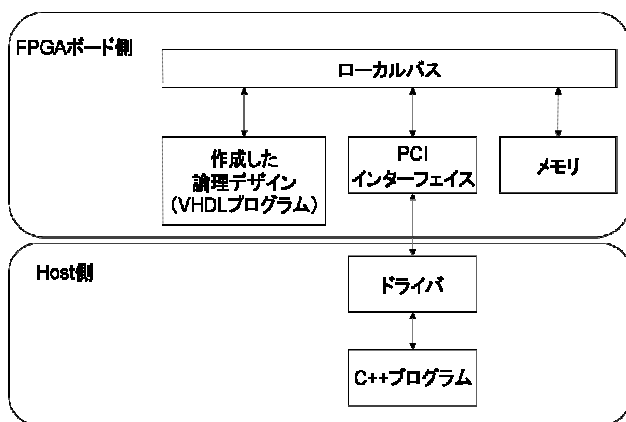 FPGAボード側
ローカルバス
作成した
論理デザイン
(VHDLプログラム)
PCI
インターフェイス
メモリ
Host側
ドライバ
C++プログラム